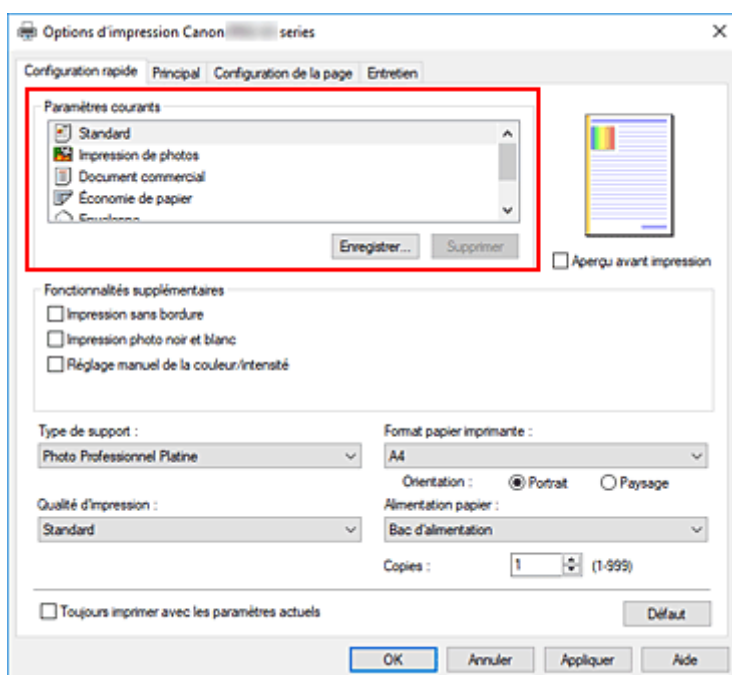 Options d'impression Canon series
Configuration rapide Principal Configuration de la page Entretien
Paramètres courants
Standard
Impression de photos
Document commercial
Économie de papier
Enregistrer... Supprimer
Aperçu avant impression
Fonctionnalités supplémentaires
Impression sans bordure
Impression photo noir et blanc
Réglage manuel de la couleur/intensité
Type de support :
Photo Professionnel Platine
Format papier imprimante :
A4
Orientation : Portrait Paysage
Qualité d'impression :
Standard
Alimentation papier :
Bac d'alimentation
Copies : 1 (1-999)
Toujours imprimer avec les paramètres actuels
Défaut
OK Annuler Appliquer Aide